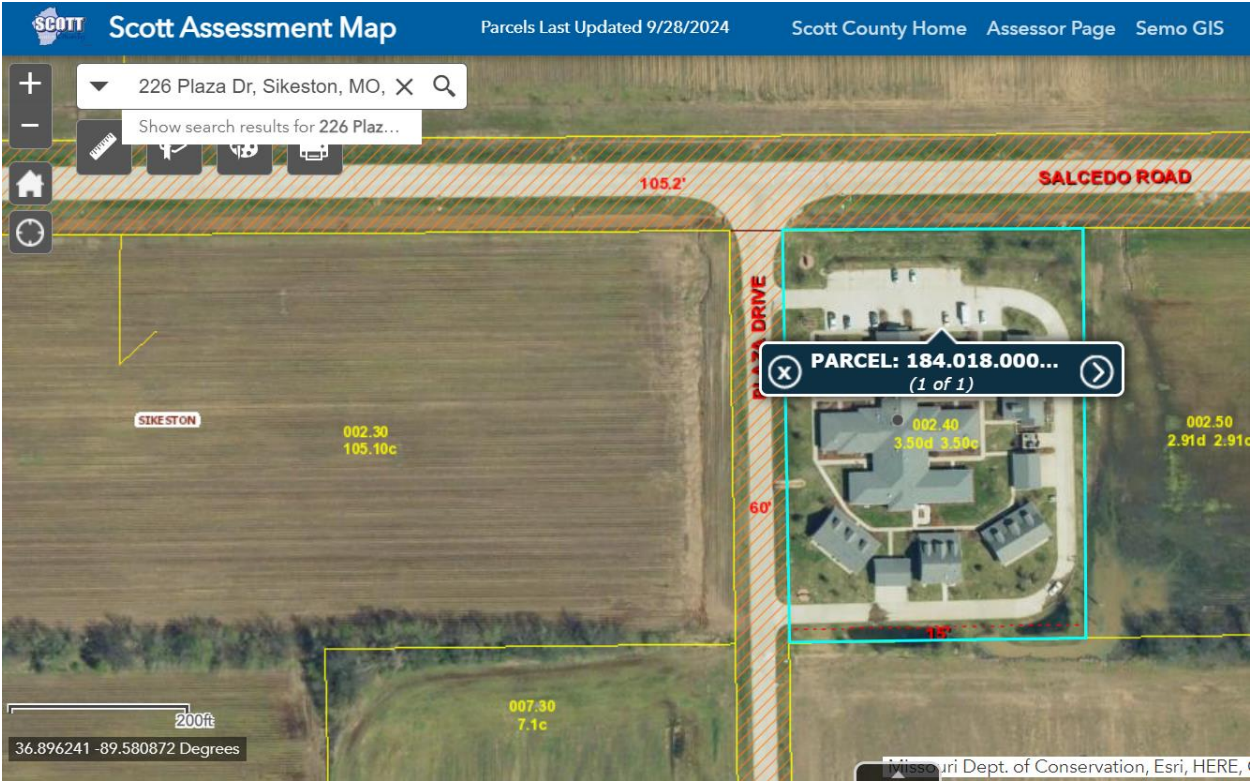 SCOTT
Scott Assessment Map
Parcels Last Updated 9/28/2024
Scott County Home
Assessor Page
Semo GIS
+
226 Plaza Dr, Sikeston, MO,
−
Show search results for 226 Plaz...
105.2'
SALCEDO ROAD
PLAZA DRIVE
PARCEL: 184.018.000...
(1 of 1)
SIKESTON
002.30
105.10c
002.40
3.50d 3.50c
002.50
2.91d 2.91c
60'
15'
007.30
7.1c
200ft
36.896241 -89.580872 Degrees
Missouri Dept. of Conservation, Esri, HERE,